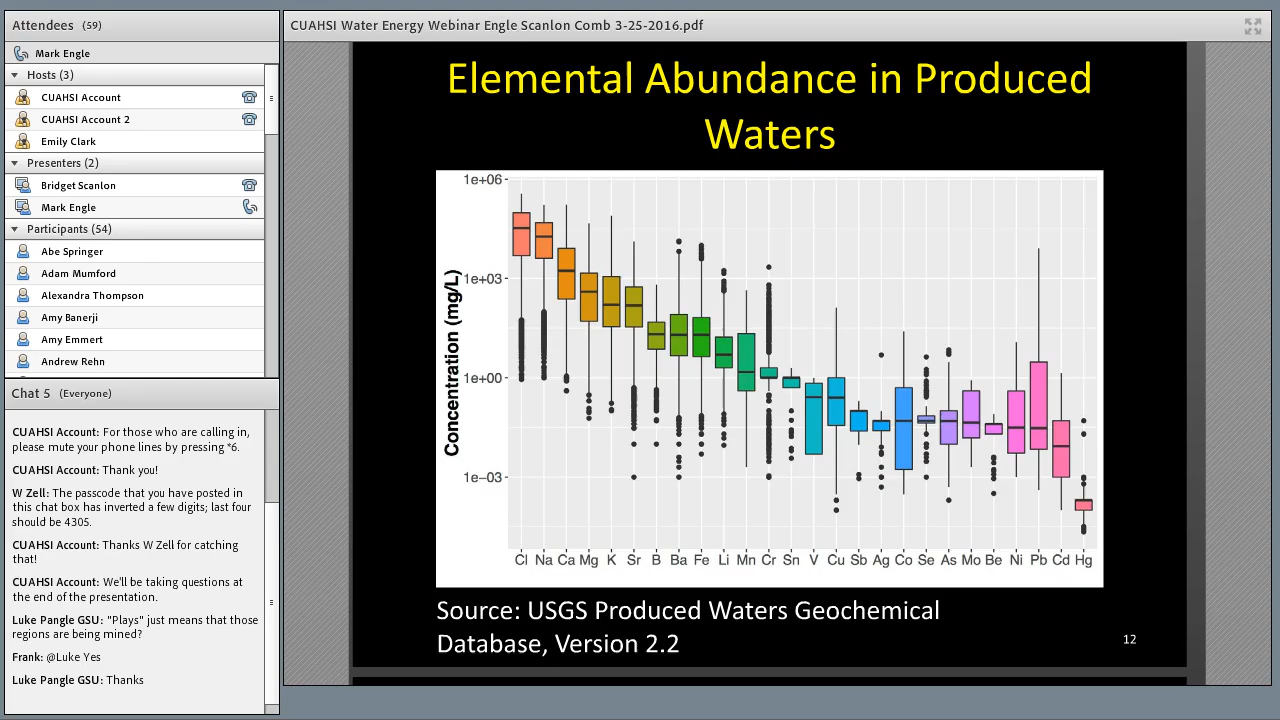 Attendees (59)
Mark Engle
Hosts (3)
CUAHSI Account
CUAHSI Account 2
Emily Clark
Presenters (2)
Bridget Scanlon
Mark Engle
Participants (54)
Abe Springer
Adam Mumford
Alexandra Thompson
Amy Banerji
Amy Emmert
Andrew Rehn
Chat 5 (Everyone)
CUAHSI Account: For those who are calling in,
please mute your phone lines by pressing *6.
CUAHSI Account: Thank you!
W Zell: The passcode that you have posted in
this chat box has inverted a few digits; last four
should be 4305.
CUAHSI Account: Thanks W Zell for catching
that!
CUAHSI Account: We'll be taking questions at
the end of the presentation.
Luke Pangle GSU: "Plays" just means that those
regions are being mined?
Frank: @Luke Yes
Luke Pangle GSU: Thanks
CUAHSI Water Energy Webinar Engle Scanlon Comb 3-25-2016.pdf
Elemental Abundance in Produced
Waters
Concentration (mg/L)
1e+06
1e+03
1e+00
1e−03
Cl Na Ca Mg K Sr B Ba Fe Li Mn Cr Sn V Cu Sb Ag Co Se As Mo Be Ni Pb Cd Hg
Source: USGS Produced Waters Geochemical
Database, Version 2.2
12